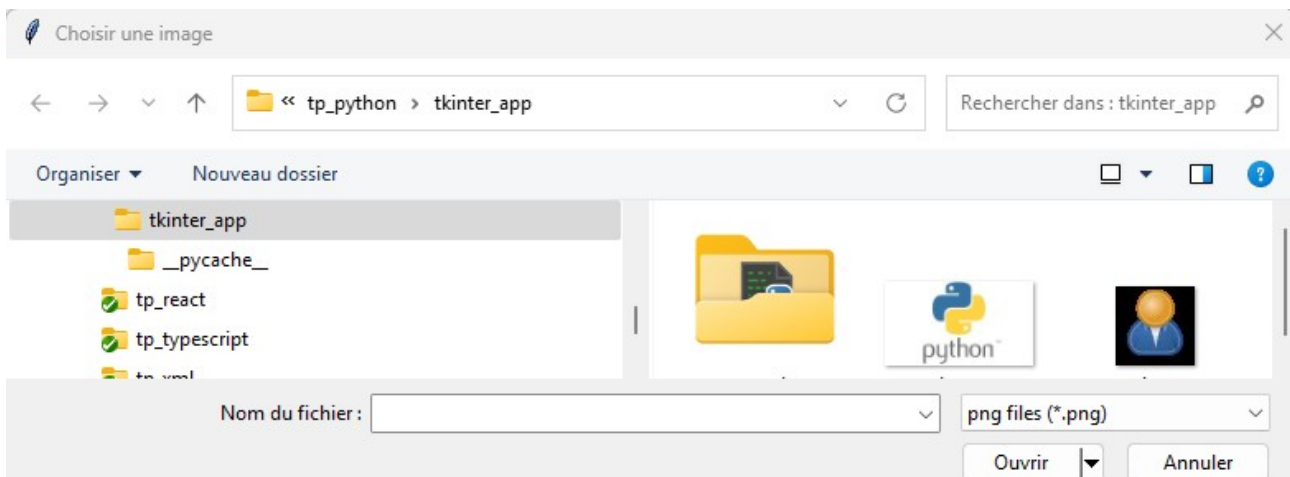 Choisir une image
« tp_python > tkinter_app
Rechercher dans : tkinter_app
Organiser
Nouveau dossier
tkinter_app
__pycache__
tp_react
tp_typescript
tp_xml
python
Nom du fichier :
png files (*.png)
Ouvrir
Annuler